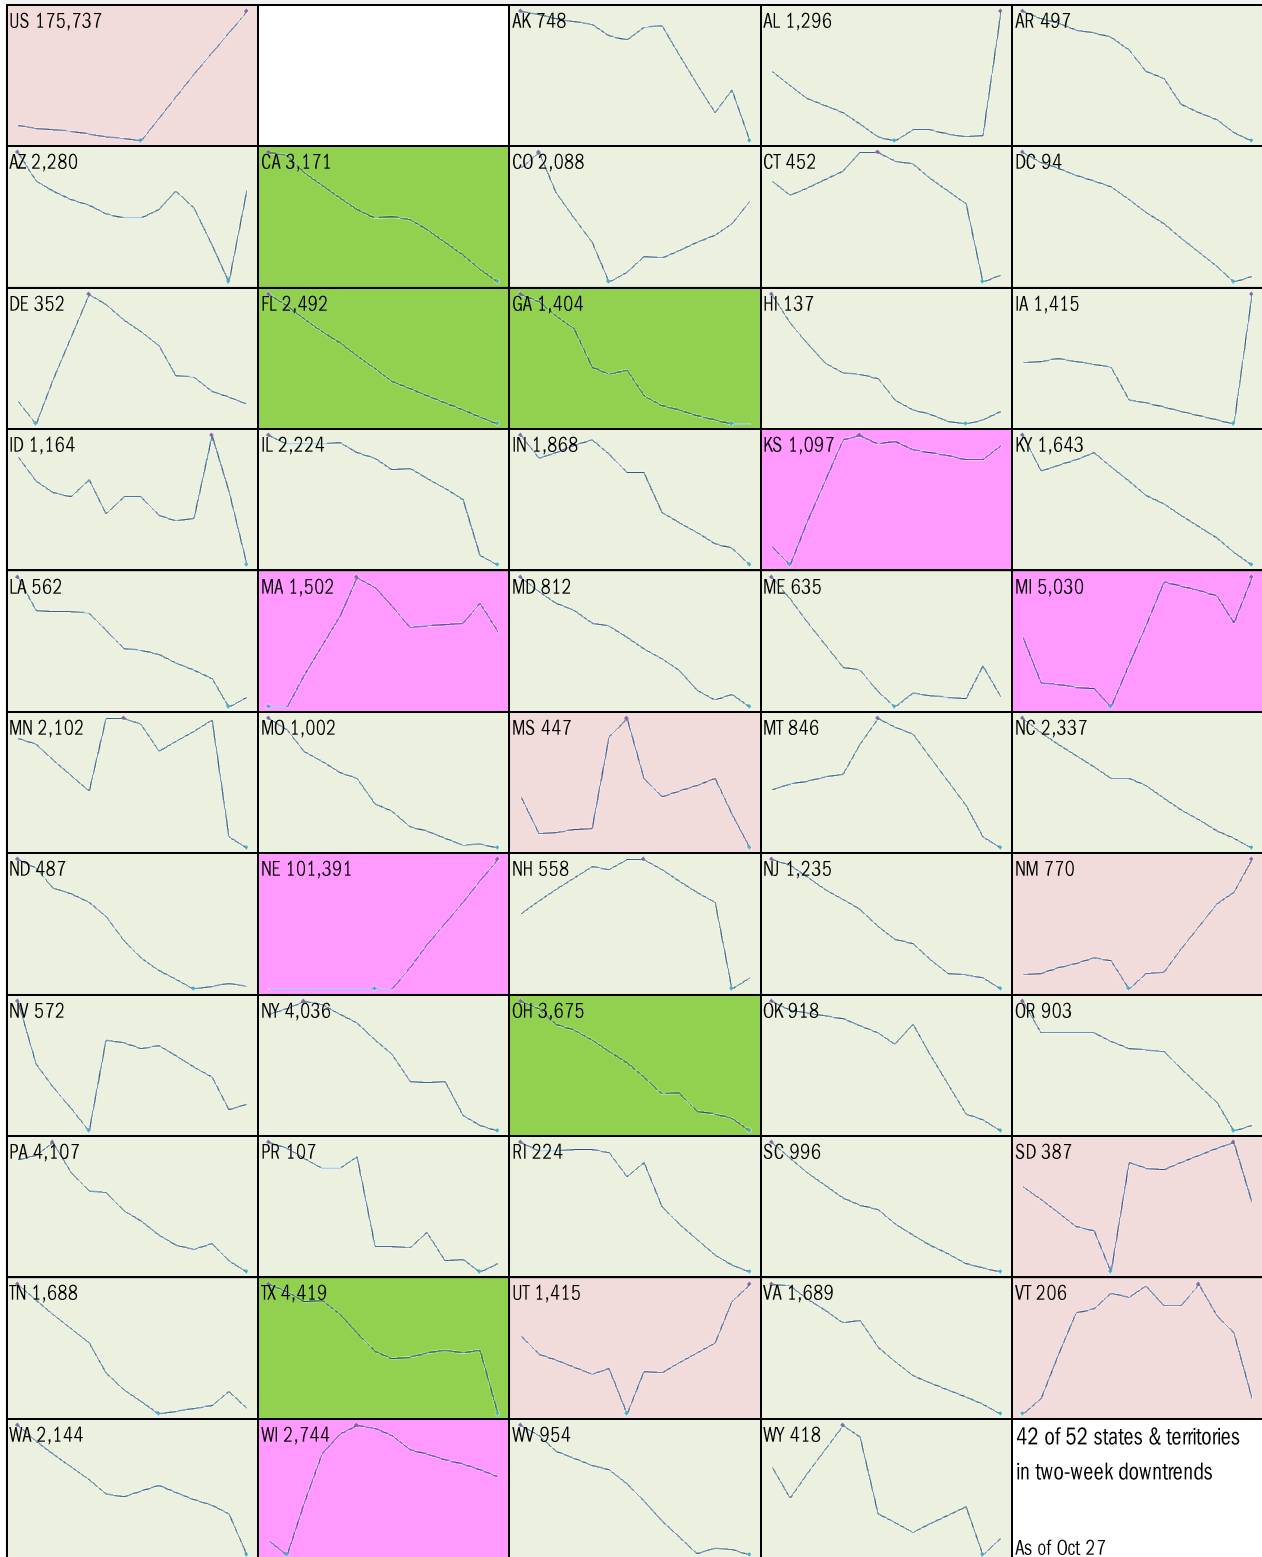 US 175,737
AK 748
AL 1,296
AR 497
AZ 2,280
CA 3,171
CO 2,088
CT 452
DC 94
DE 352
FL 2,492
GA 1,404
HI 137
IA 1,415
ID 1,164
IL 2,224
IN 1,868
KS 1,097
KY 1,643
LA 562
MA 1,502
MD 812
ME 635
MI 5,030
MN 2,102
MO 1,002
MS 447
MT 846
NC 2,337
ND 487
NE 101,391
NH 558
NJ 1,235
NM 770
NV 572
NY 4,036
OH 3,675
OK 918
OR 903
PA 4,107
PR 107
RI 224
SC 996
SD 387
TN 1,688
TX 4,419
UT 1,415
VA 1,689
VT 206
WA 2,144
WI 2,744
WV 954
WY 418
42 of 52 states & territories
in two-week downtrends
As of Oct 27